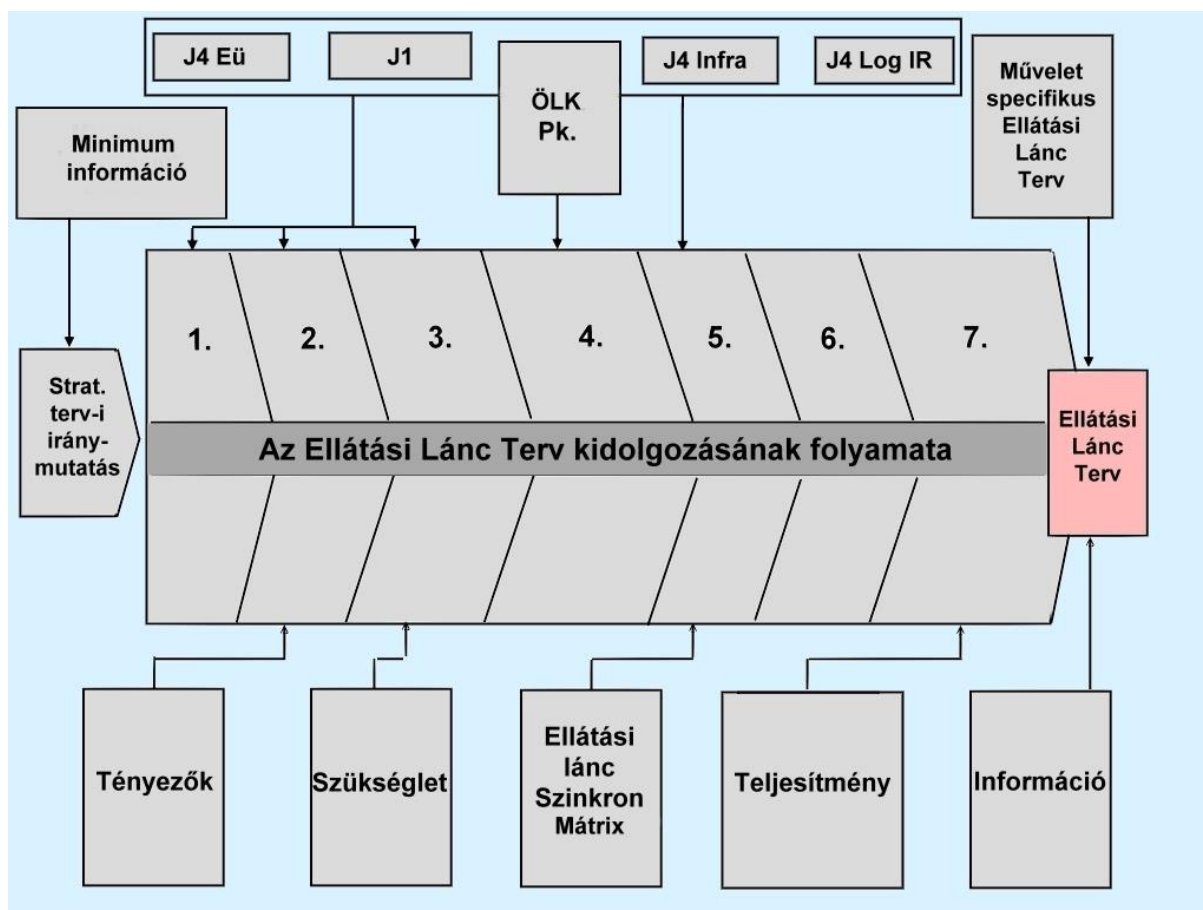 J4 Eü
J1
ÖLK
Pk.
J4 Infra
J4 Log IR
Művelet
specifikus
Ellátási
Lánc
Terv
Minimum
információ
1.
2.
3.
4.
5.
6.
7.
Strat.
terv-i
irány-
mutatás
Az Ellátási Lánc Terv kidolgozásának folyamata
Ellátási
Lánc
Terv
Tényezők
Szükséglet
Ellátási
lánc
Szinkron
Mátrix
Teljesítmény
Információ